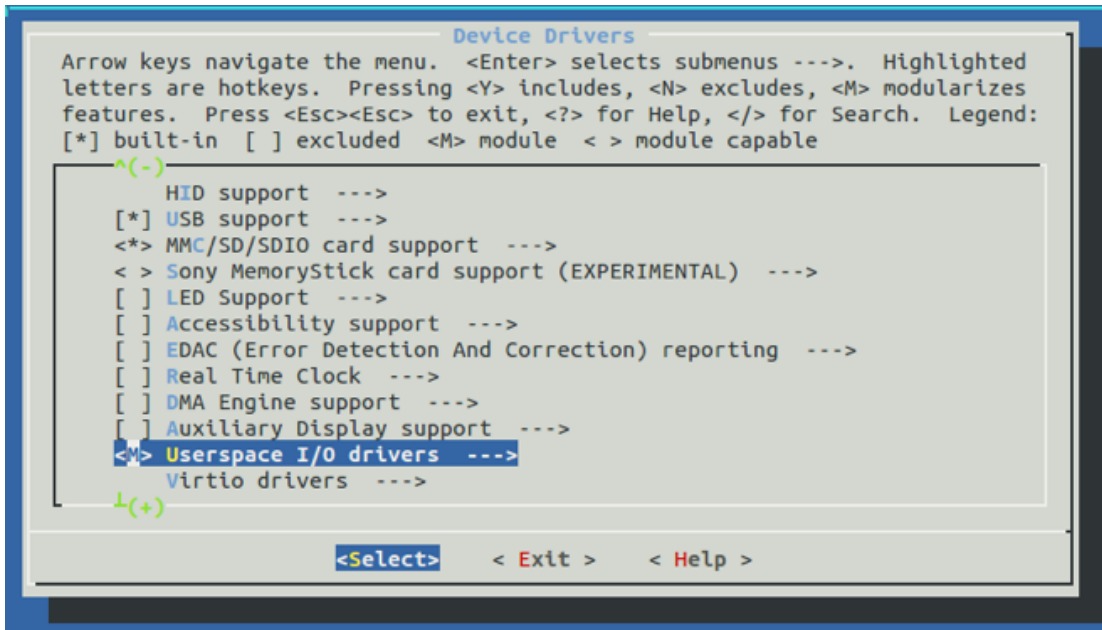 Device Drivers
Arrow keys navigate the menu.  <Enter> selects submenus --->.  Highlighted
letters are hotkeys.  Pressing <Y> includes, <N> excludes, <M> modularizes
features.  Press <Esc><Esc> to exit, <?> for Help, </> for Search.  Legend:
[*] built-in  [ ] excluded  <M> module  < > module capable
^(-)
HID support  --->
[*] USB support  --->
<*> MMC/SD/SDIO card support  --->
< > Sony MemoryStick card support (EXPERIMENTAL)  --->
[ ] LED Support  --->
[ ] Accessibility support  --->
[ ] EDAC (Error Detection And Correction) reporting  --->
[ ] Real Time Clock  --->
[ ] DMA Engine support  --->
[ ] Auxiliary Display support  --->
<M> Userspace I/O drivers  --->
Virtio drivers  --->
┴(+)
<Select>    < Exit >    < Help >